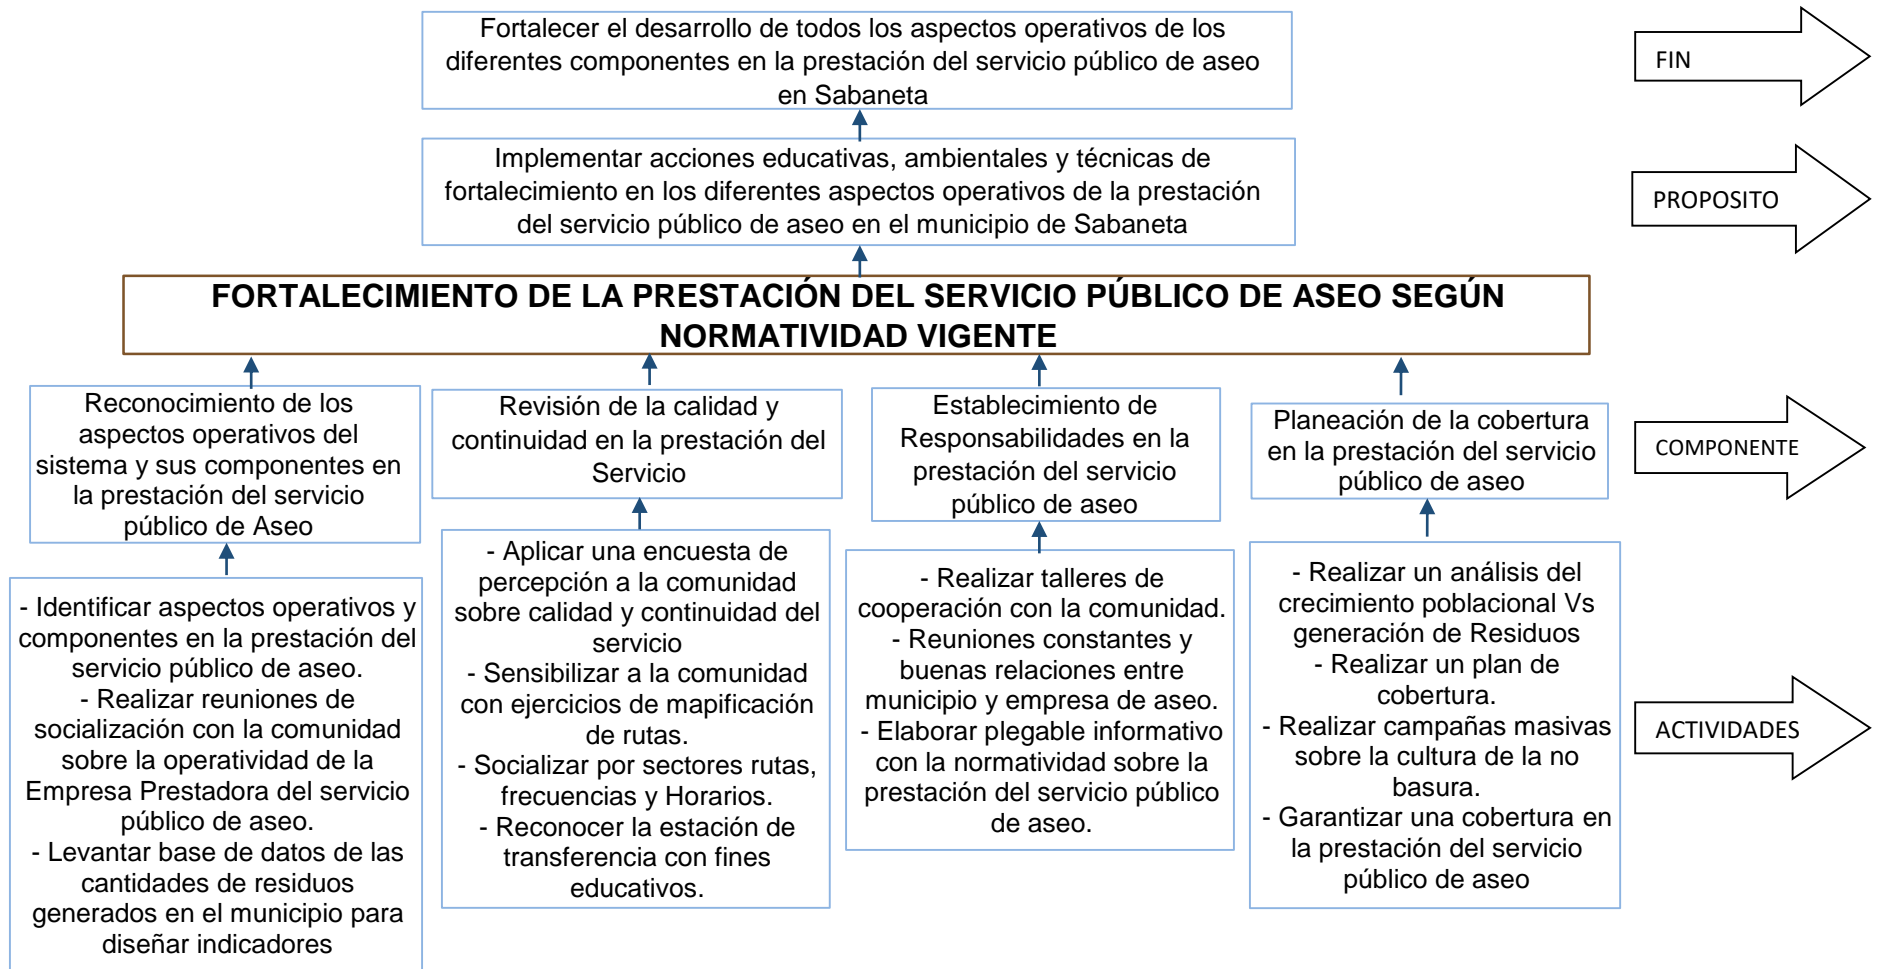 Fortalecer el desarrollo de todos los aspectos operativos de los
diferentes componentes en la prestación del servicio público de aseo
en Sabaneta
FIN
Implementar acciones educativas, ambientales y técnicas de
fortalecimiento en los diferentes aspectos operativos de la prestación
del servicio público de aseo en el municipio de Sabaneta
PROPOSITO
FORTALECIMIENTO DE LA PRESTACIÓN DEL SERVICIO PÚBLICO DE ASEO SEGÚN
NORMATIVIDAD VIGENTE
Reconocimiento de los
aspectos operativos del
sistema y sus componentes en
la prestación del servicio
público de Aseo
Revisión de la calidad y
continuidad en la prestación del
Servicio
Establecimiento de
Responsabilidades en la
prestación del servicio
público de aseo
Planeación de la cobertura
en la prestación del servicio
público de aseo
COMPONENTE
- Identificar aspectos operativos y
componentes en la prestación del
servicio público de aseo.
- Realizar reuniones de
socialización con la comunidad
sobre la operatividad de la
Empresa Prestadora del servicio
público de aseo.
- Levantar base de datos de las
cantidades de residuos
generados en el municipio para
diseñar indicadores
- Aplicar una encuesta de
percepción a la comunidad
sobre calidad y continuidad del
servicio
- Sensibilizar a la comunidad
con ejercicios de mapificación
de rutas.
- Socializar por sectores rutas,
frecuencias y Horarios.
- Reconocer la estación de
transferencia con fines
educativos.
- Realizar talleres de
cooperación con la comunidad.
- Reuniones constantes y
buenas relaciones entre
municipio y empresa de aseo.
- Elaborar plegable informativo
con la normatividad sobre la
prestación del servicio público
de aseo.
- Realizar un análisis del
crecimiento poblacional Vs
generación de Residuos
- Realizar un plan de
cobertura.
- Realizar campañas masivas
sobre la cultura de la no
basura.
- Garantizar una cobertura en
la prestación del servicio
público de aseo
ACTIVIDADES